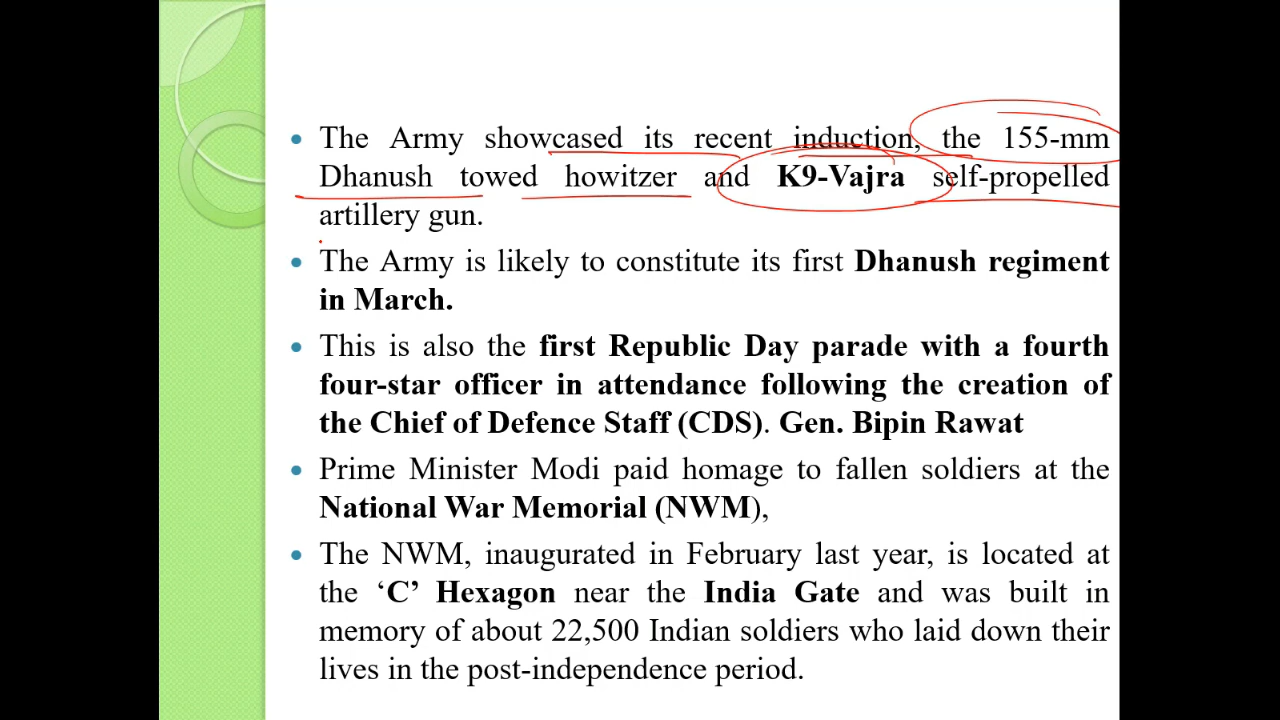 • The Army showcased its recent induction, the 155-mm
Dhanush towed howitzer and K9-Vajra self-propelled
artillery gun.
• The Army is likely to constitute its first Dhanush regiment
in March.
• This is also the first Republic Day parade with a fourth
four-star officer in attendance following the creation of
the Chief of Defence Staff (CDS). Gen. Bipin Rawat
• Prime Minister Modi paid homage to fallen soldiers at the
National War Memorial (NWM),
• The NWM, inaugurated in February last year, is located at
the ‘C’ Hexagon near the India Gate and was built in
memory of about 22,500 Indian soldiers who laid down their
lives in the post-independence period.